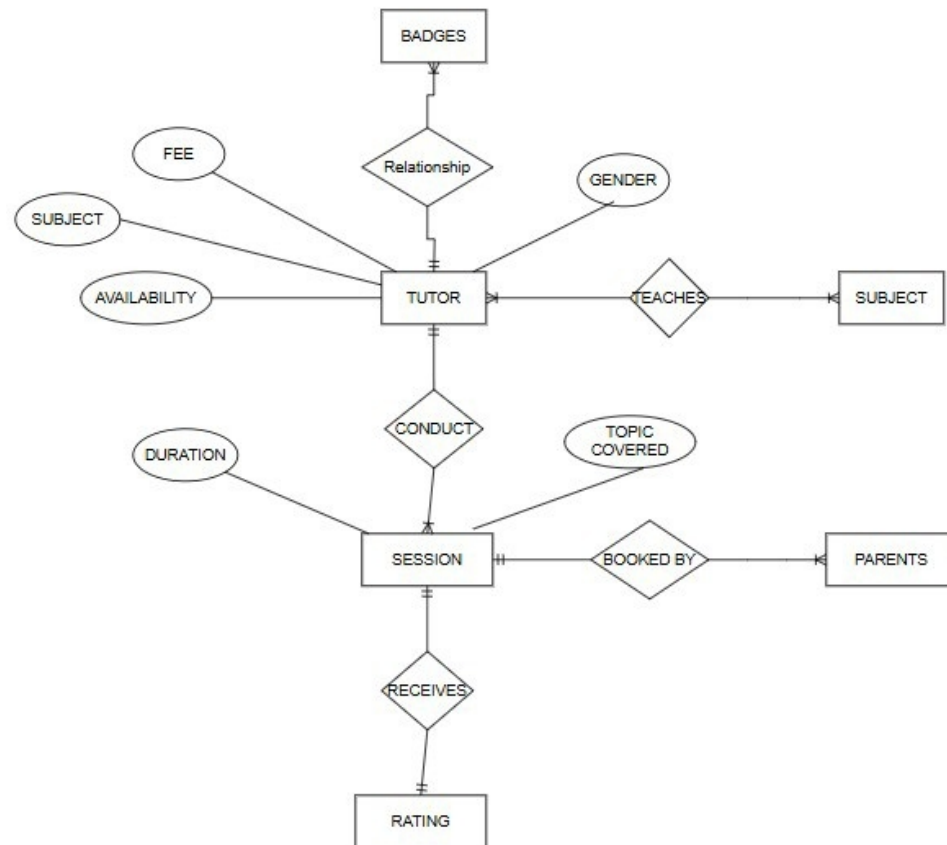 BADGES
FEE
Relationship
GENDER
SUBJECT
AVAILABILITY
TUTOR
TEACHES
SUBJECT
CONDUCT
TOPIC
COVERED
DURATION
SESSION
BOOKED BY
PARENTS
RECEIVES
RATING